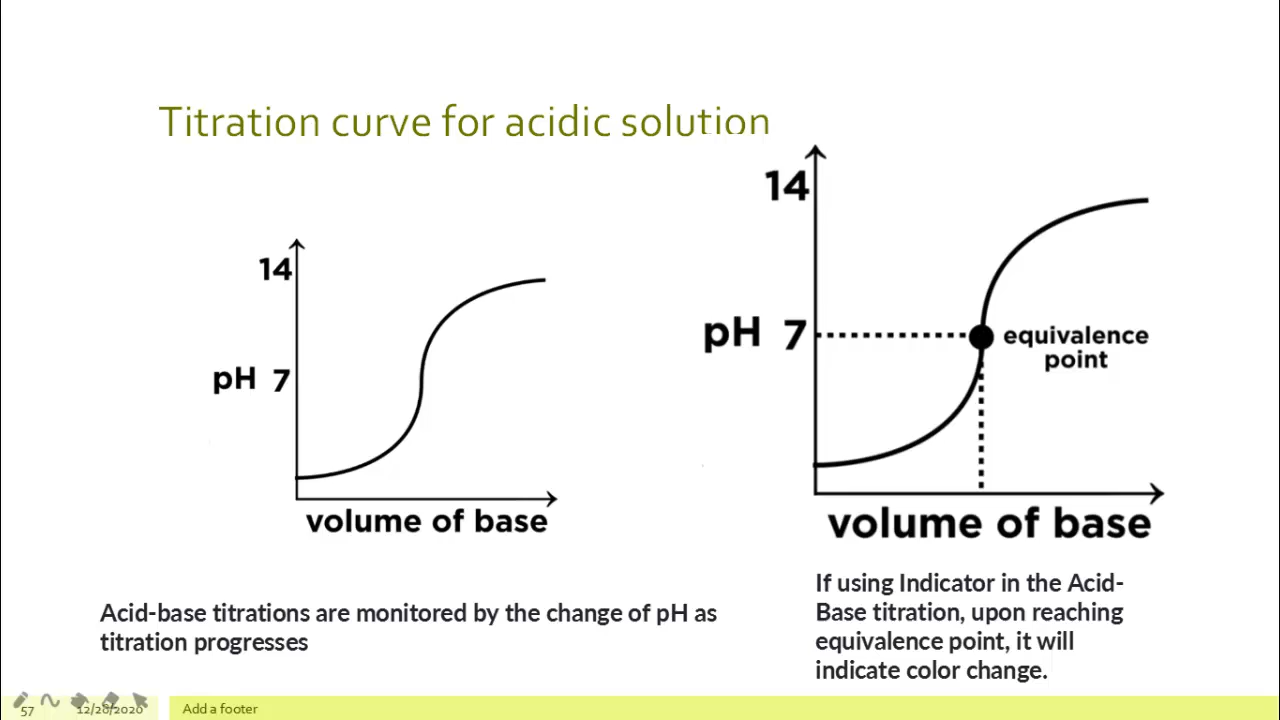 Titration curve for acidic solution
14
pH 7
volume of base
14
pH 7
equivalence
point
volume of base
Acid-base titrations are monitored by the change of pH as
titration progresses
If using Indicator in the Acid-
Base titration, upon reaching
equivalence point, it will
indicate color change.
57
12/28/2020
Add a footer